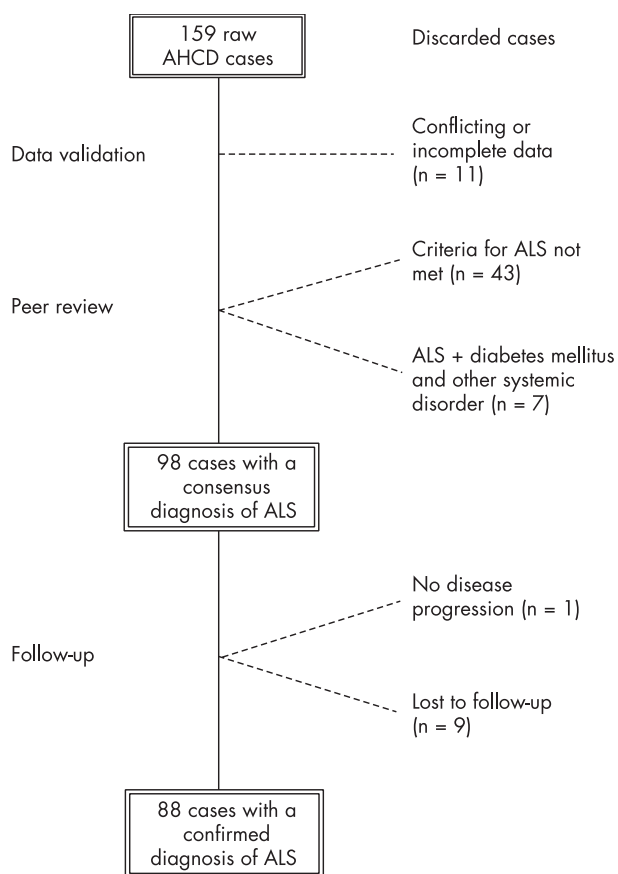 159 raw
AHCD cases
Discarded cases
Data validation
Conflicting or
incomplete data
(n = 11)
Peer review
Criteria for ALS not
met (n = 43)
ALS + diabetes mellitus
and other systemic
disorder (n = 7)
98 cases with a
consensus
diagnosis of ALS
Follow-up
No disease
progression (n = 1)
Lost to follow-up
(n = 9)
88 cases with a
confirmed
diagnosis of ALS